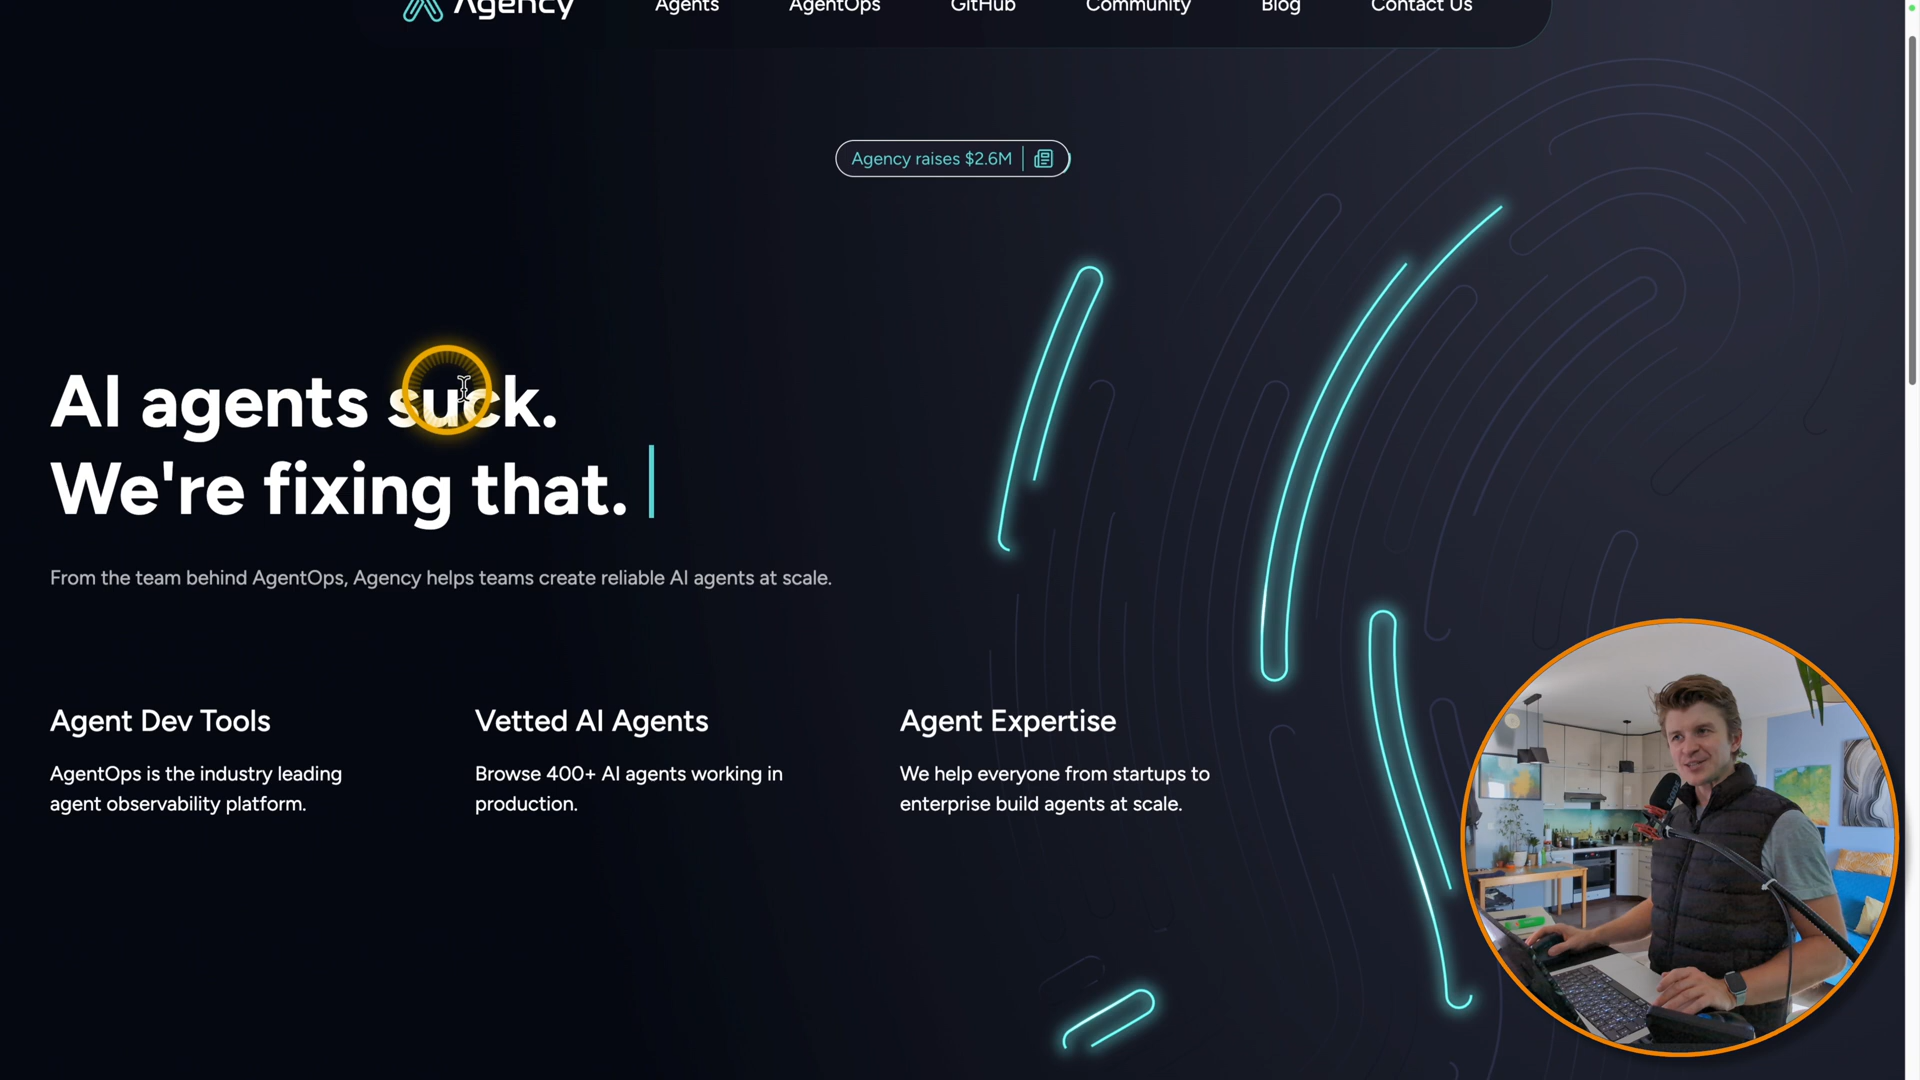 Agency
Agents
AgentOps
GitHub
Community
Blog
Contact Us
Agency raises $2.6M
AI agents suck.
We're fixing that.
From the team behind AgentOps, Agency helps teams create reliable AI agents at scale.
Agent Dev Tools
AgentOps is the industry leading
agent observability platform.
Vetted AI Agents
Browse 400+ AI agents working in
production.
Agent Expertise
We help everyone from startups to
enterprise build agents at scale.